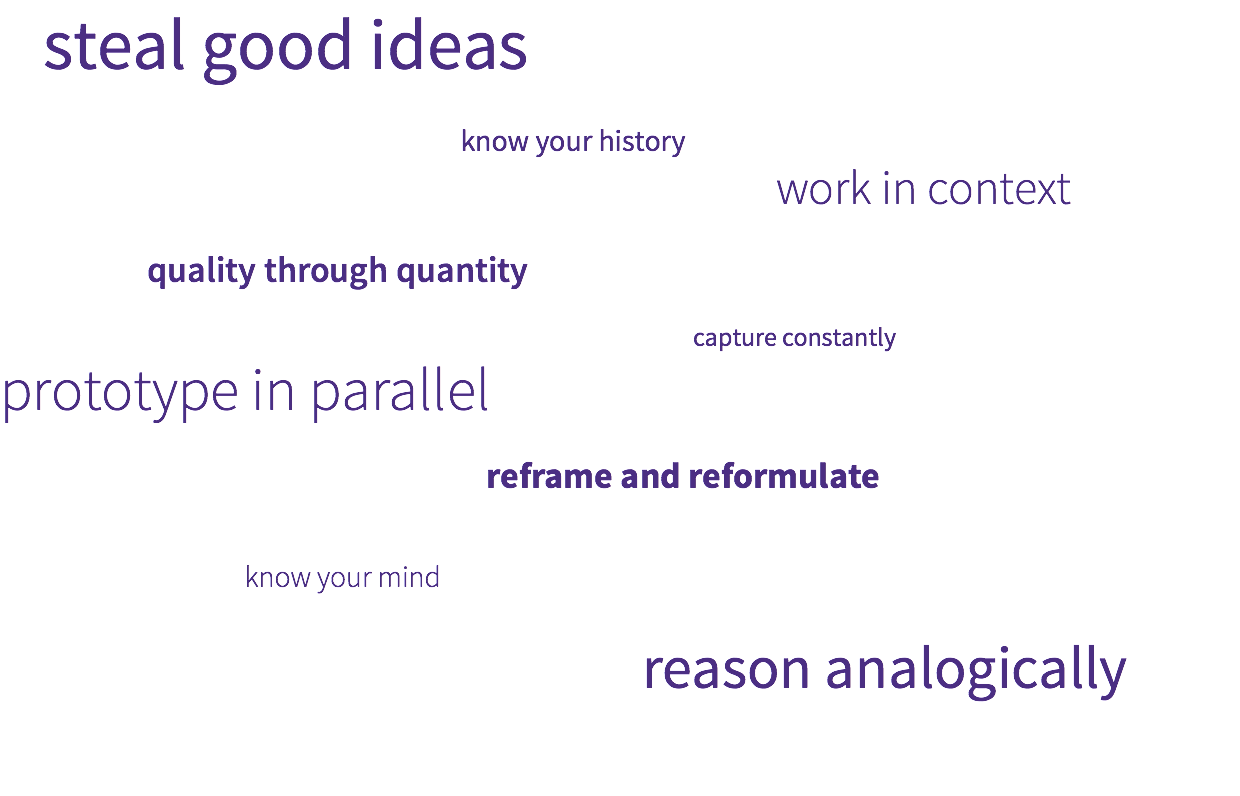 steal good ideas
know your history
work in context
quality through quantity
capture constantly
prototype in parallel
reframe and reformulate
know your mind
reason analogically